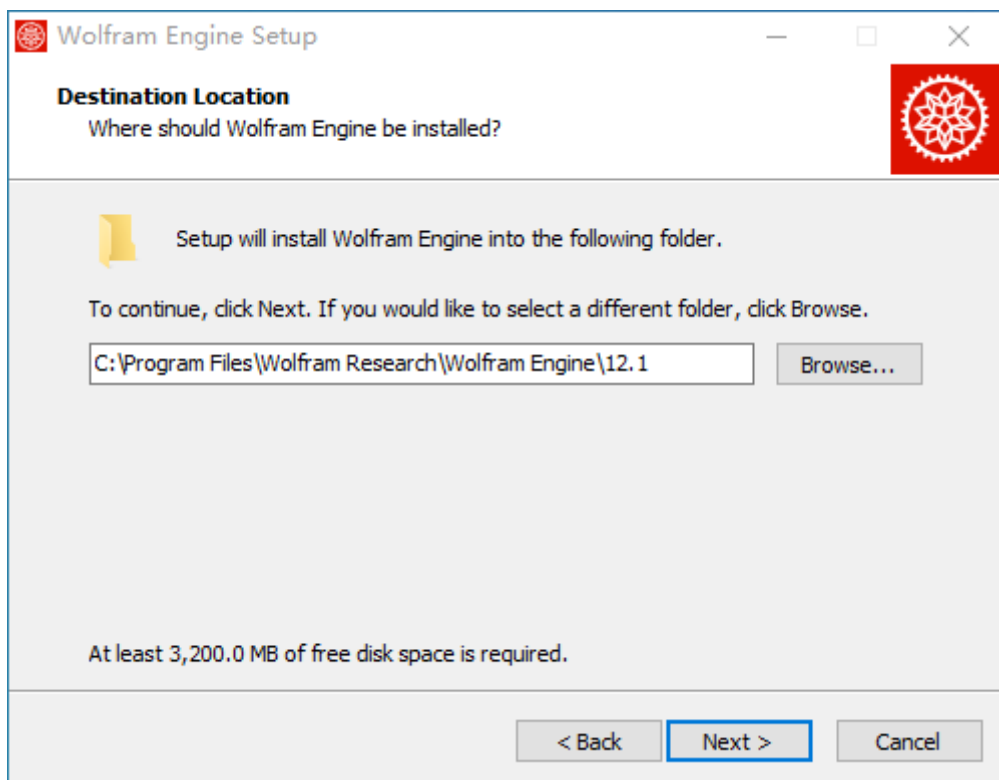 Wolfram Engine Setup
Destination Location
Where should Wolfram Engine be installed?
Setup will install Wolfram Engine into the following folder.
To continue, click Next. If you would like to select a different folder, click Browse.
C:\Program Files\Wolfram Research\Wolfram Engine\12.1
Browse...
At least 3,200.0 MB of free disk space is required.
< Back
Next >
Cancel